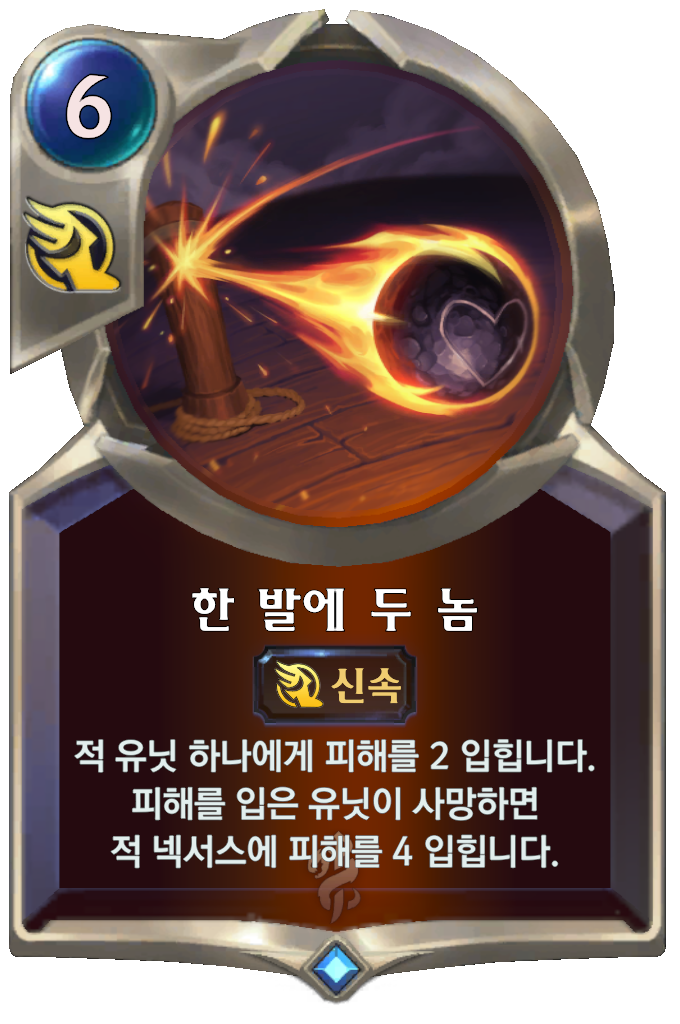 6
한 발에 두 놈
신속
적 유닛 하나에게 피해를 2 입힙니다.
피해를 입은 유닛이 사망하면
적 넥서스에 피해를 4 입힙니다.